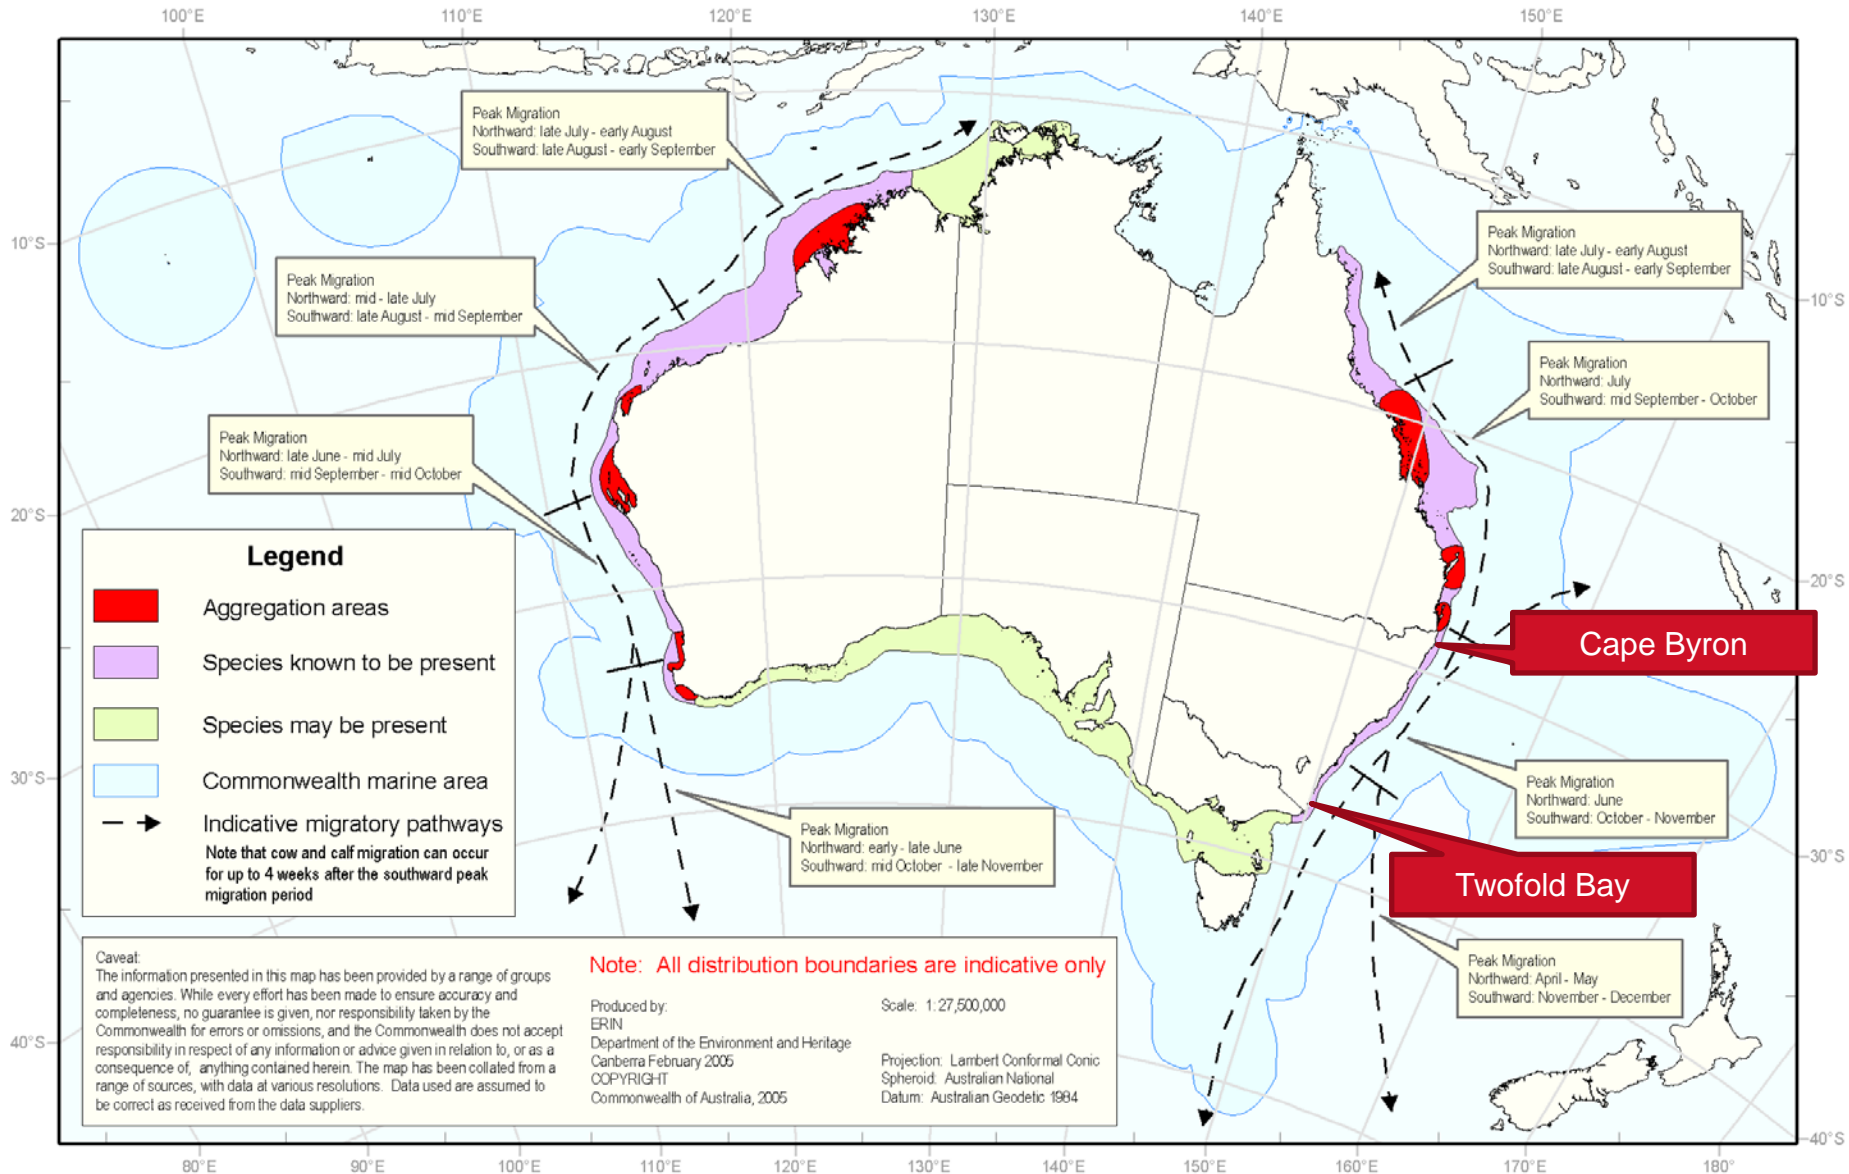 100°E
110°E
120°E
130°E
140°E
150°E
Peak Migration
Northward: late July - early August
Southward: late August - early September
Peak Migration
Northward: late July - early August
Southward: late August - early September
10°S
Peak Migration
Northward: mid - late July
Southward: late August - mid September
10°S
Peak Migration
Northward: July
Southward: mid September - October
Peak Migration
Northward: late June - mid July
Southward: mid September - mid October
20°S
Legend
Aggregation areas
Species known to be present
Species may be present
Commonwealth marine area
Indicative migratory pathways
Note that cow and calf migration can occur
for up to 4 weeks after the southward peak
migration period
20°S
Cape Byron
30°S
Peak Migration
Northward: June
Southward: October - November
Peak Migration
Northward: early - late June
Southward: mid October - late November
30°S
Twofold Bay
Peak Migration
Northward: April - May
Southward: November - December
Caveat:
The information presented in this map has been provided by a range of groups
and agencies. While every effort has been made to ensure accuracy and
completeness, no guarantee is given, nor responsibility taken by the
Commonwealth for errors or omissions, and the Commonwealth does not accept
responsibility in respect of any information or advice given in relation to, or as a
consequence of, anything contained herein. The map has been collated from a
range of sources, with data at various resolutions. Data used are assumed to
be correct as received from the data suppliers.
Note: All distribution boundaries are indicative only
Produced by:
ERIN
Department of the Environment and Heritage
Canberra February 2005
COPYRIGHT
Commonwealth of Australia, 2005
Scale: 1:27,500,000
Projection: Lambert Conformal Conic
Spheroid: Australian National
Datum: Australian Geodetic 1984
40°S
40°S
80°E
90°E
100°E
110°E
120°E
130°E
140°E
150°E
160°E
170°E
180°